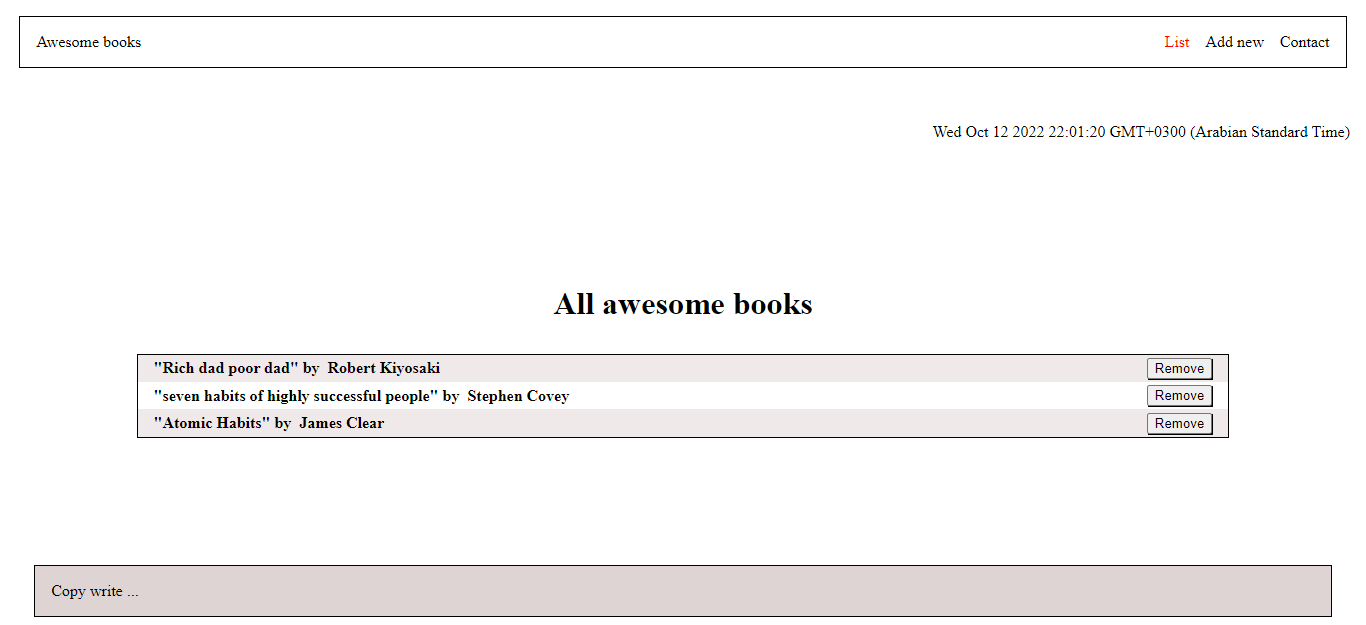 Awesome books List Add new Contact
Wed Oct 12 2022 22:01:20 GMT+0300 (Arabian Standard Time)
All awesome books
"Rich dad poor dad" by Robert Kiyosaki Remove
"seven habits of highly successful people" by Stephen Covey Remove
"Atomic Habits" by James Clear Remove
Copy write ...